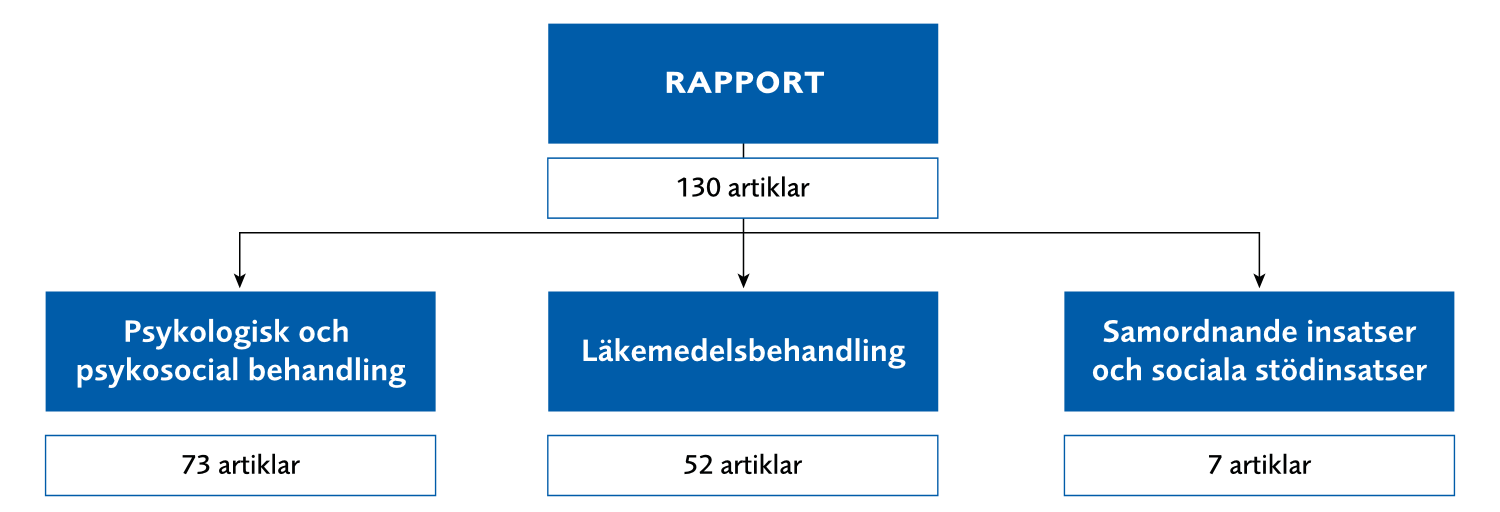 RAPPORT
130 artiklar
Psykologisk och
psykosocial behandling
73 artiklar
Läkemedelsbehandling
52 artiklar
Samordnande insatser
och sociala stödinsatser
7 artiklar